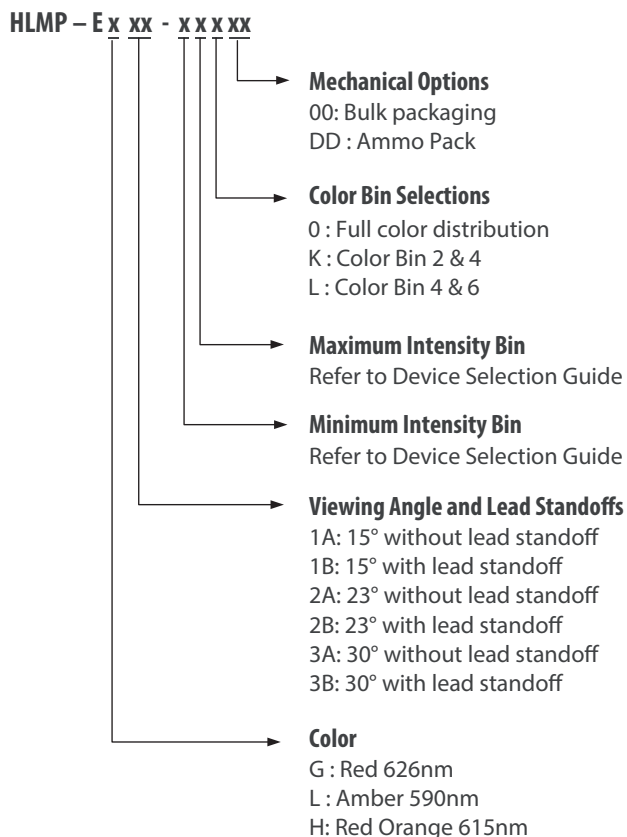 HLMP – E x xx - x x x xx
Mechanical Options
00: Bulk packaging
DD : Ammo Pack
Color Bin Selections
0 : Full color distribution
K : Color Bin 2 & 4
L : Color Bin 4 & 6
Maximum Intensity Bin
Refer to Device Selection Guide
Minimum Intensity Bin
Refer to Device Selection Guide
Viewing Angle and Lead Standoffs
1A: 15° without lead standoff
1B: 15° with lead standoff
2A: 23° without lead standoff
2B: 23° with lead standoff
3A: 30° without lead standoff
3B: 30° with lead standoff
Color
G : Red 626nm
L : Amber 590nm
H: Red Orange 615nm